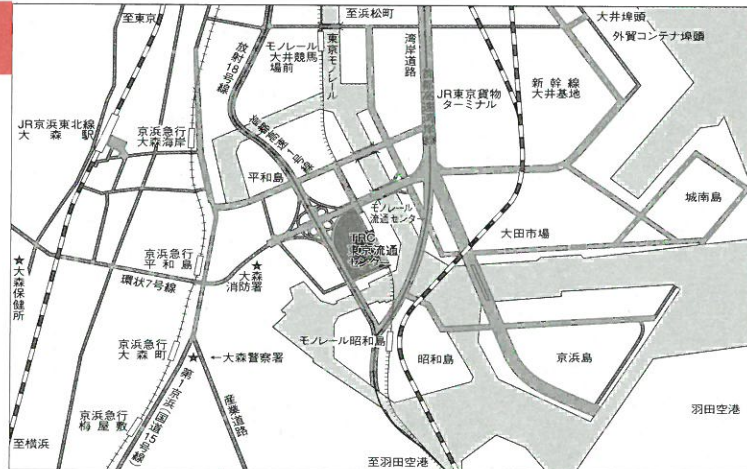 至東京
放射18号線
至浜松町
モノレール
大井競馬
場前
東京モノレール
湾岸道路
大井埠頭
外貿コンテナ埠頭
新幹線
大井基地
JR東京貨物
ターミナル
JR京浜東北線
大森駅
京浜急行
大森海岸
首都高速1号線
平和島
モノレール
流通センター
城南島
大田市場
TRC
東京流通
センター
京浜急行
平和島
★大森保健所
環状7号線
★
大森
消防署
モノレール昭和島
昭和島
京浜島
京浜急行
大森町
★←大森警察署
第1京浜(国道15号線)
産業道路
京浜急行
梅屋敷
至横浜
至羽田空港
羽田空港